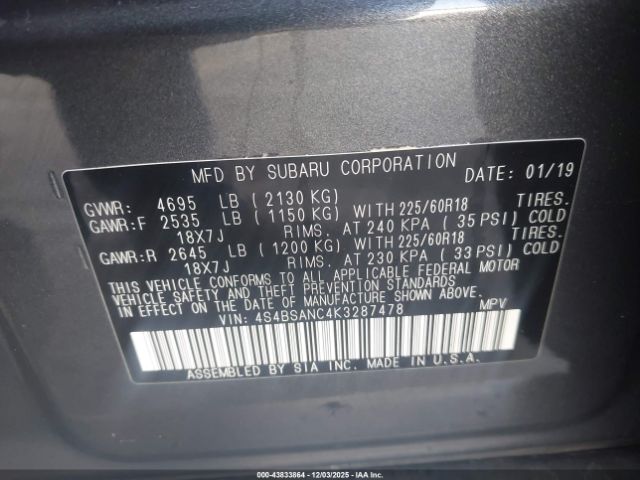 MFD BY SUBARU CORPORATION DATE: 01/19
GVWR: 4695 LB ( 2130 KG)
GAWR:F 2535 LB ( 1150 KG) WITH 225/60R18 TIRES.
18X7J RIMS. AT 240 KPA ( 35 PSI) COLD
GAWR:R 2645 LB ( 1200 KG) WITH 225/60R18 TIRES.
18X7J RIMS. AT 230 KPA ( 33 PSI) COLD
THIS VEHICLE CONFORMS TO ALL APPLICABLE FEDERAL MOTOR
VEHICLE SAFETY AND THEFT PREVENTION STANDARDS
IN EFFECT ON THE DATE OF MANUFACTURE SHOWN ABOVE.
VIN: 4S4BSANC4K3287478 MPV
ASSEMBLED BY SIA INC. MADE IN U.S.A.
000-43833864 - 12/03/2025 - IAA Inc.